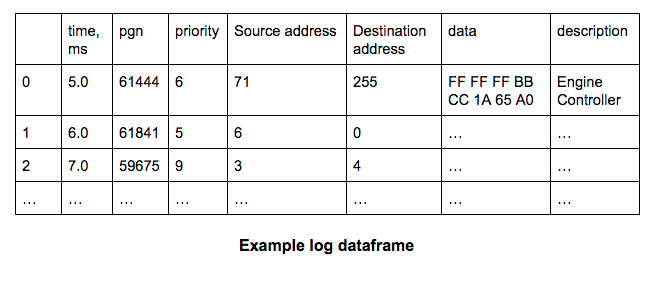 time, ms pgn priority Source address Destination address data description
0 5.0 61444 6 71 255 FF FF FF BB CC 1A 65 A0 Engine Controller
1 6.0 61841 5 6 0 ... ...
2 7.0 59675 9 3 4 ... ...
... ... ... ... ... ... ... ...
Example log dataframe